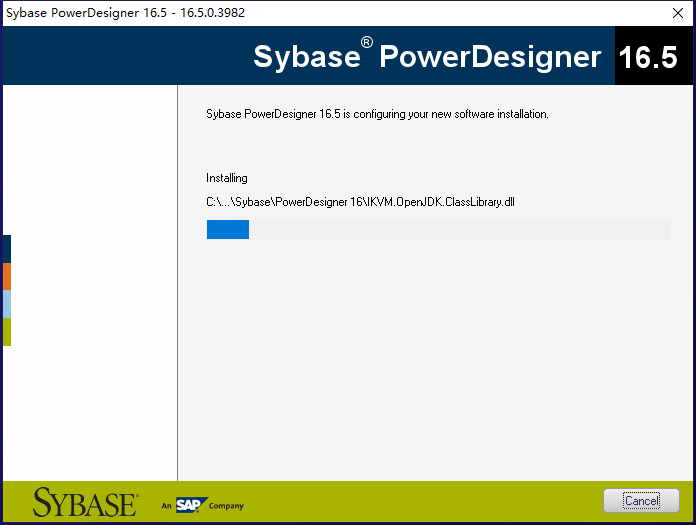 Sybase PowerDesigner 16.5 - 16.5.0.3982
Sybase® PowerDesigner 16.5
Sybase PowerDesigner 16.5 is configuring your new software installation.
Installing
C:\...\Sybase\PowerDesigner 16\IKVM.OpenJDK.ClassLibrary.dll
SYBASE® An SAP Company
Cancel